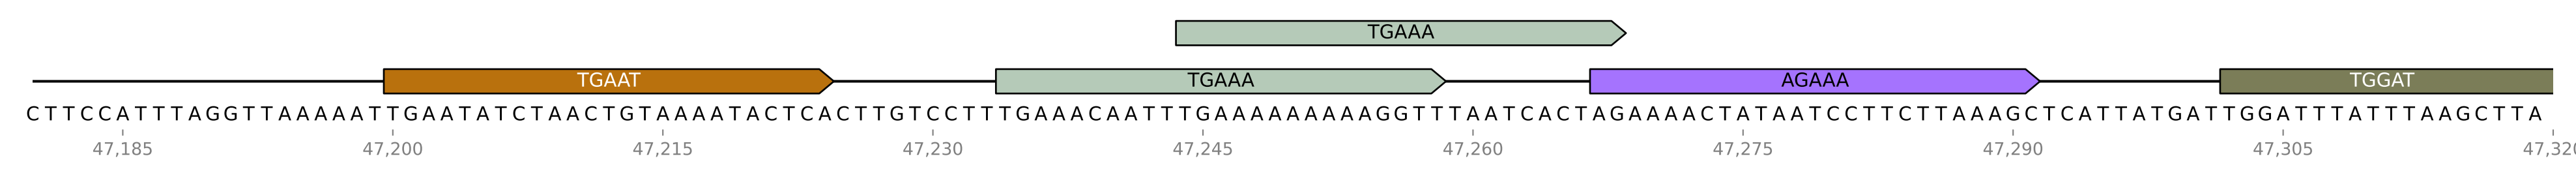 TGAAA
TGAAT TGAAA AGAAA TGGAT
CTTCCATTTAGGTTAAAAATTGAATATCTAACTGTAAAATACTCACTTGTCCTTTGAAACAATTTGAAAAAAAAAGGTTTAATCACTAGAAAACTATAATCCTTCTTAAAGCTCATTATGATTGGATTTATTTAAGCTTA
47,185 47,200 47,215 47,230 47,245 47,260 47,275 47,290 47,305 47,320